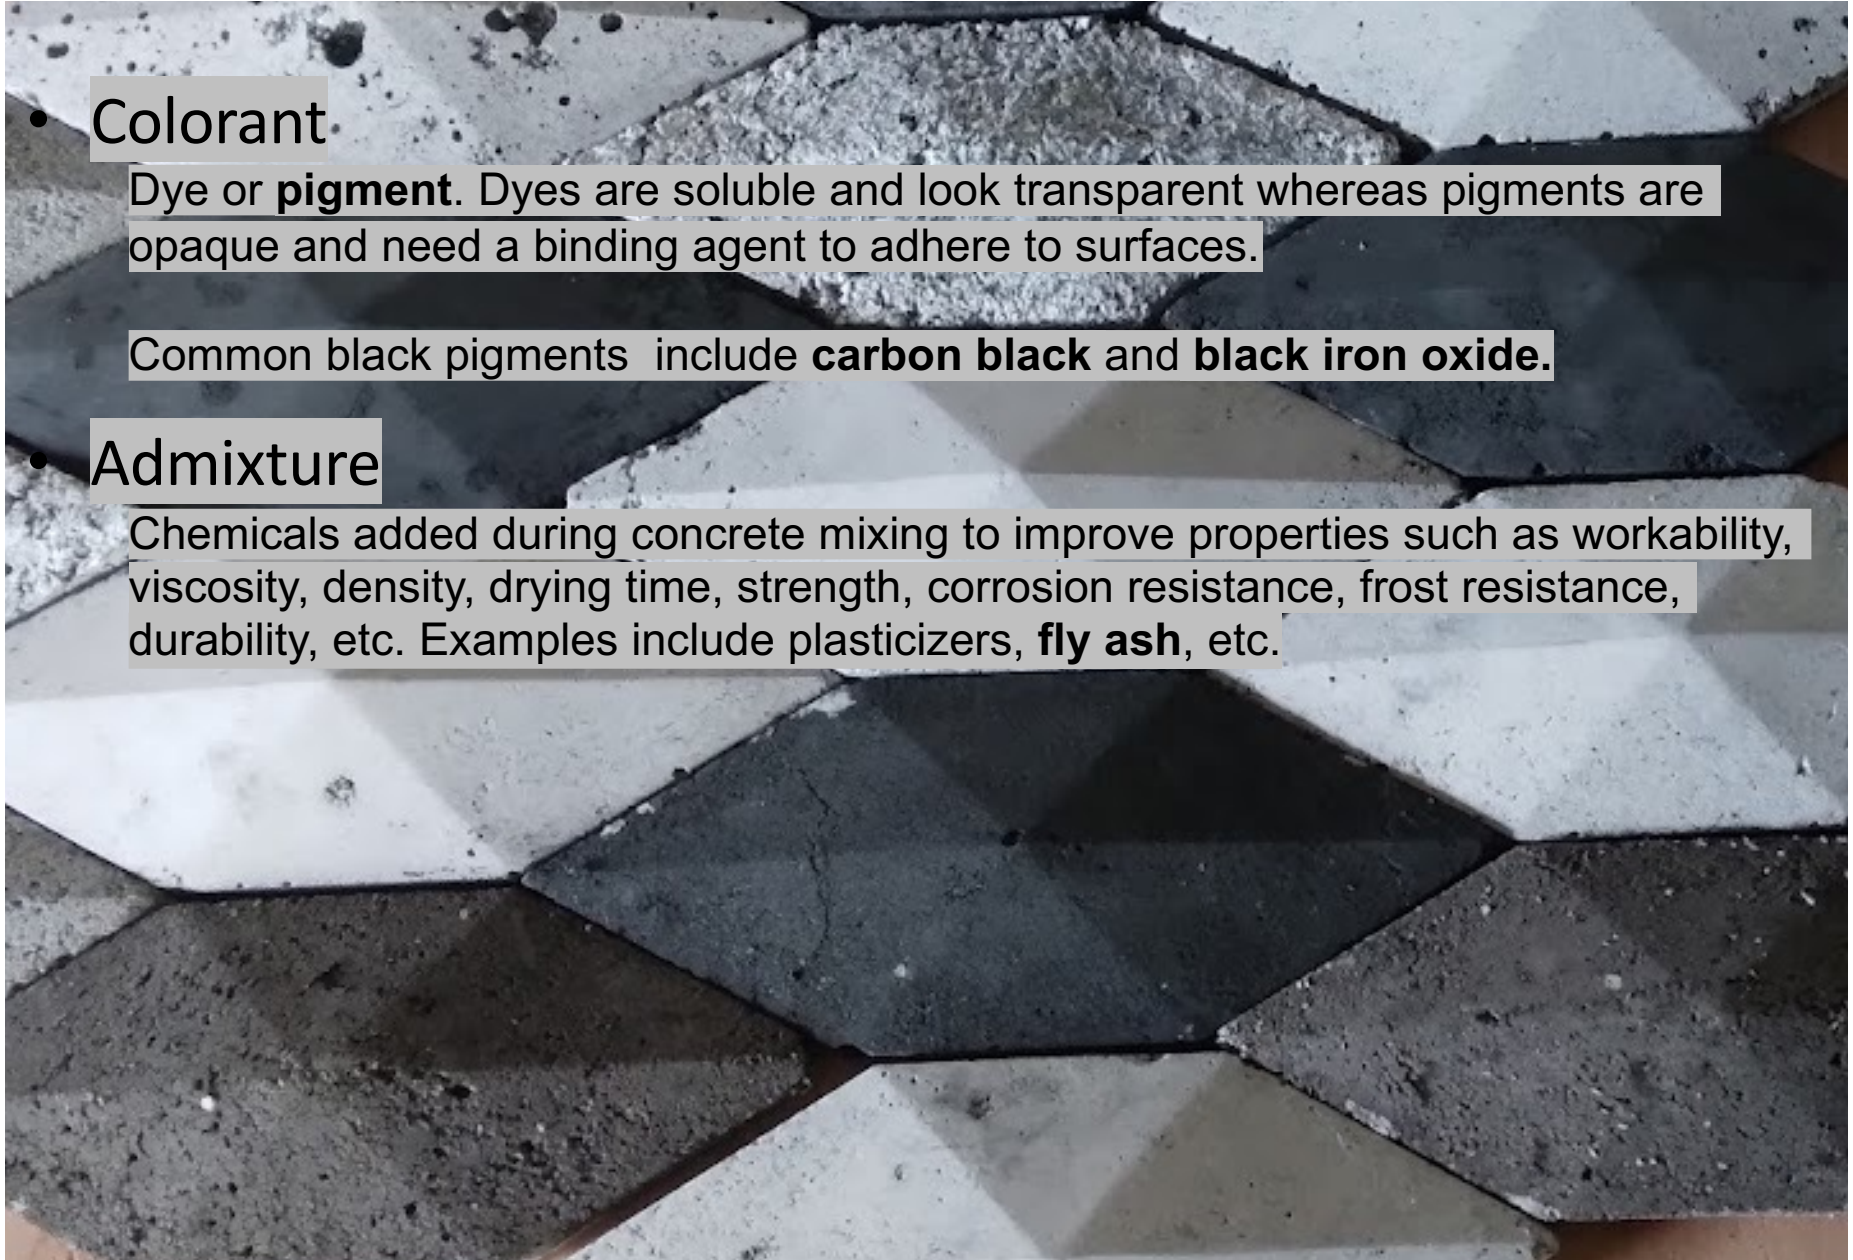 • Colorant
Dye or pigment. Dyes are soluble and look transparent whereas pigments are
opaque and need a binding agent to adhere to surfaces.
Common black pigments  include carbon black and black iron oxide.
• Admixture
Chemicals added during concrete mixing to improve properties such as workability,
viscosity, density, drying time, strength, corrosion resistance, frost resistance,
durability, etc. Examples include plasticizers, fly ash, etc.